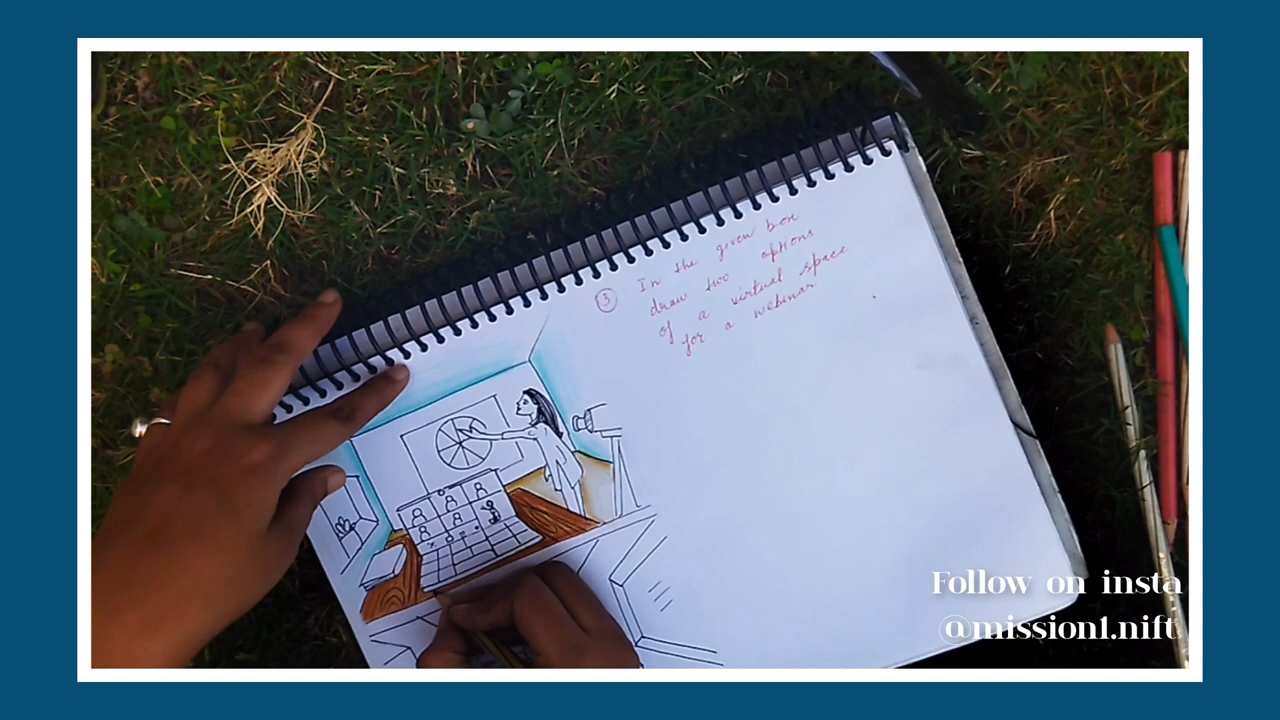 ③ In the given box
draw two options
of a virtual space
for a webinar
Follow on insta
@mission1.nift